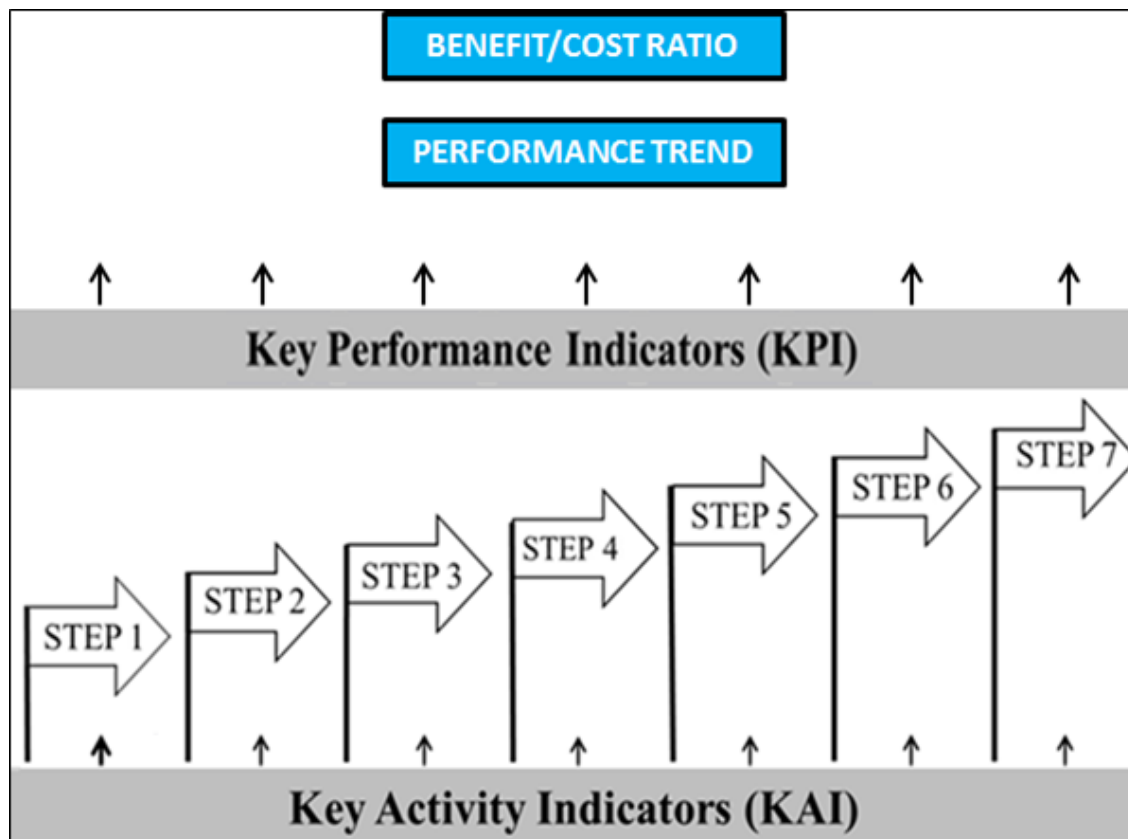 BENEFIT/COST RATIO
PERFORMANCE TREND
Key Performance Indicators (KPI)
STEP 1
STEP 2
STEP 3
STEP 4
STEP 5
STEP 6
STEP 7
Key Activity Indicators (KAI)